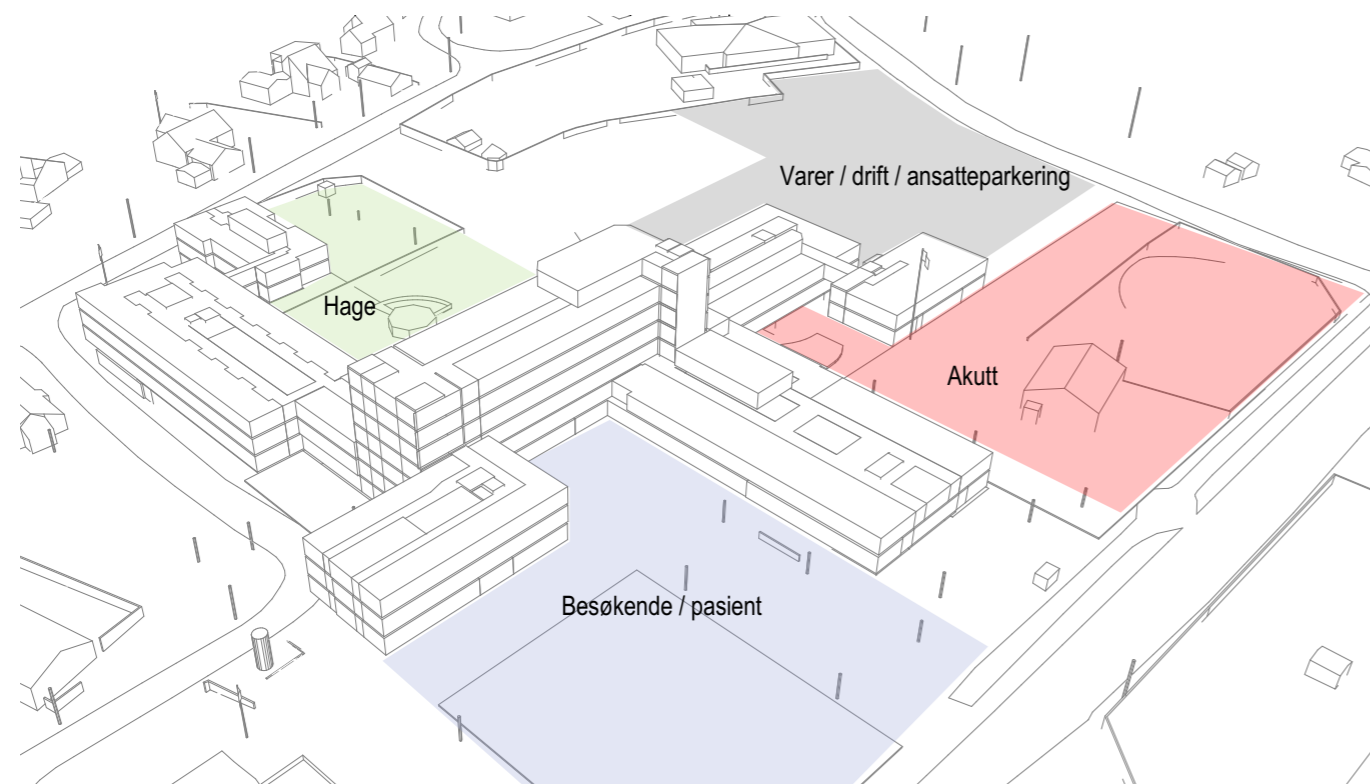 Varer / drift / ansatteparkering
Hage
Akutt
Besøkende / pasient